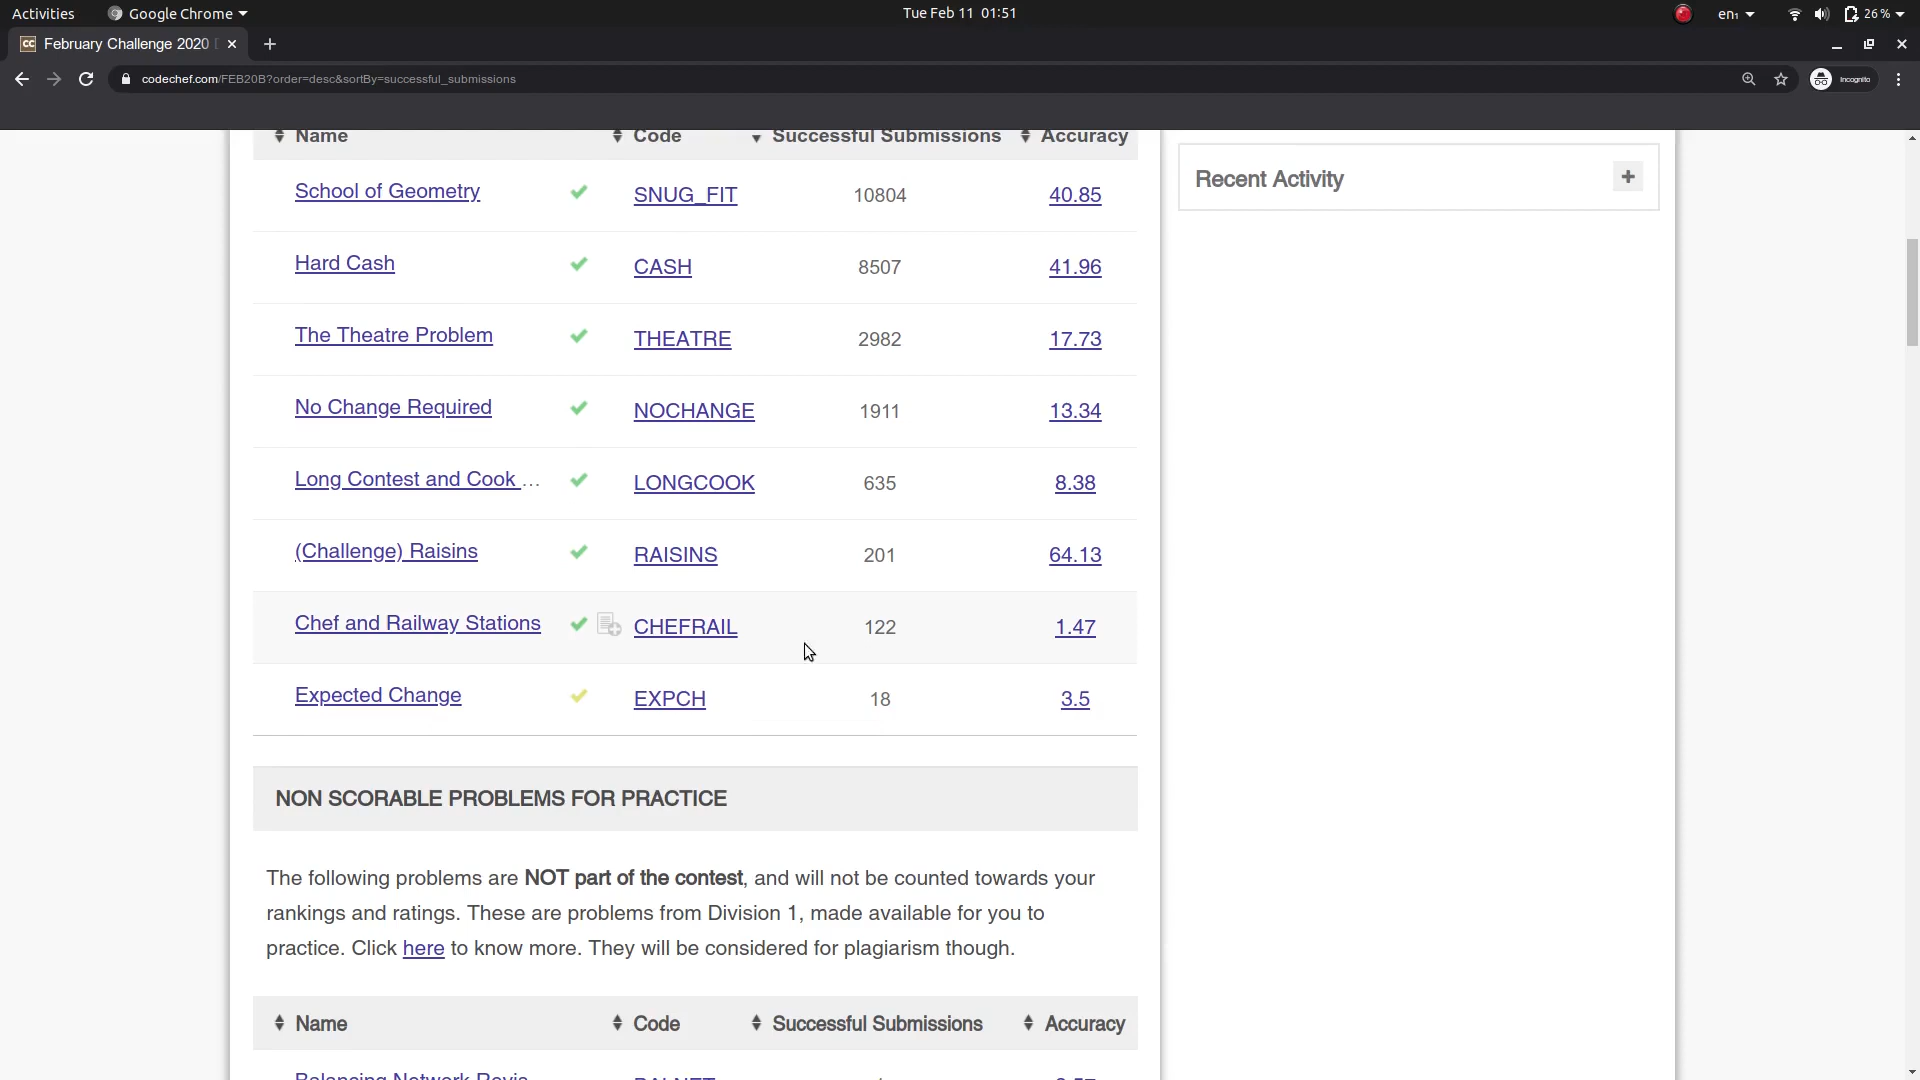 Activities Google Chrome Tue Feb 11 01:51 en₁ 26 %
CC February Challenge 2020
codechef.com/FEB20B?order=desc&sortBy=successful_submissions Incognito
Name Code Successful Submissions Accuracy
Recent Activity +
School of Geometry SNUG_FIT 10804 40.85
Hard Cash CASH 8507 41.96
The Theatre Problem THEATRE 2982 17.73
No Change Required NOCHANGE 1911 13.34
Long Contest and Cook ... LONGCOOK 635 8.38
(Challenge) Raisins RAISINS 201 64.13
Chef and Railway Stations CHEFRAIL 122 1.47
Expected Change EXPCH 18 3.5
NON SCORABLE PROBLEMS FOR PRACTICE
The following problems are NOT part of the contest, and will not be counted towards your
rankings and ratings. These are problems from Division 1, made available for you to
practice. Click here to know more. They will be considered for plagiarism though.
Name Code Successful Submissions Accuracy